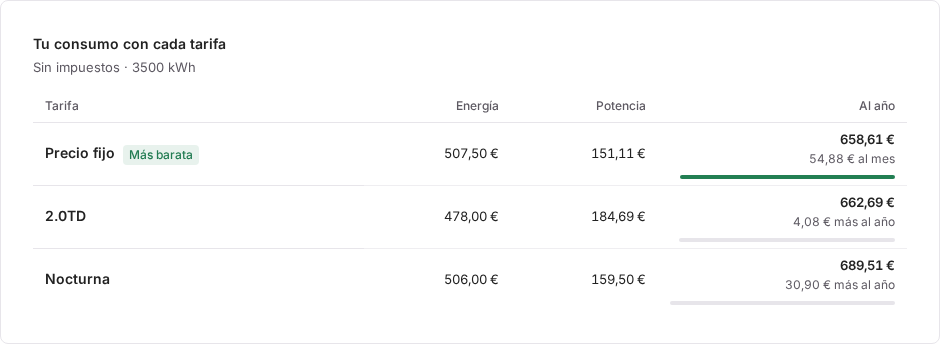 Tu consumo con cada tarifa
Sin impuestos · 3500 kWh
Tarifa Energía Potencia Al año
Precio fijo Más barata 507,50 € 151,11 € 658,61 €
54,88 € al mes
2.0TD 478,00 € 184,69 € 662,69 €
4,08 € más al año
Nocturna 506,00 € 159,50 € 689,51 €
30,90 € más al año